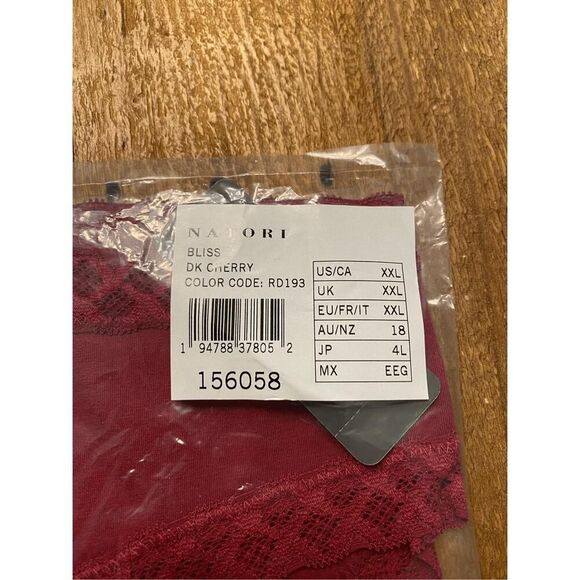 NATORI
BLISS
DK CHERRY
COLOR CODE: RD193
1 94788 37805 2
156058
US/CA XXL
UK XXL
EU/FR/IT XXL
AU/NZ 18
JP 4L
MX EEG